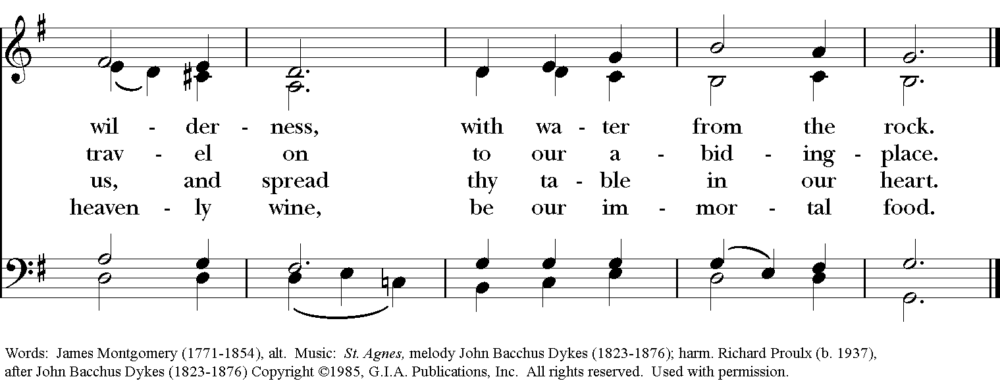 wil - der - ness, with wa - ter from the rock.
trav - el on to our a - bid - ing - place.
us, and spread thy ta - ble in our heart.
heaven - ly wine, be our im - mor - tal food.
Words: James Montgomery (1771-1854), alt. Music: St. Agnes, melody John Bacchus Dykes (1823-1876); harm. Richard Proulx (b. 1937),
after John Bacchus Dykes (1823-1876) Copyright ©1985, G.I.A. Publications, Inc. All rights reserved. Used with permission.